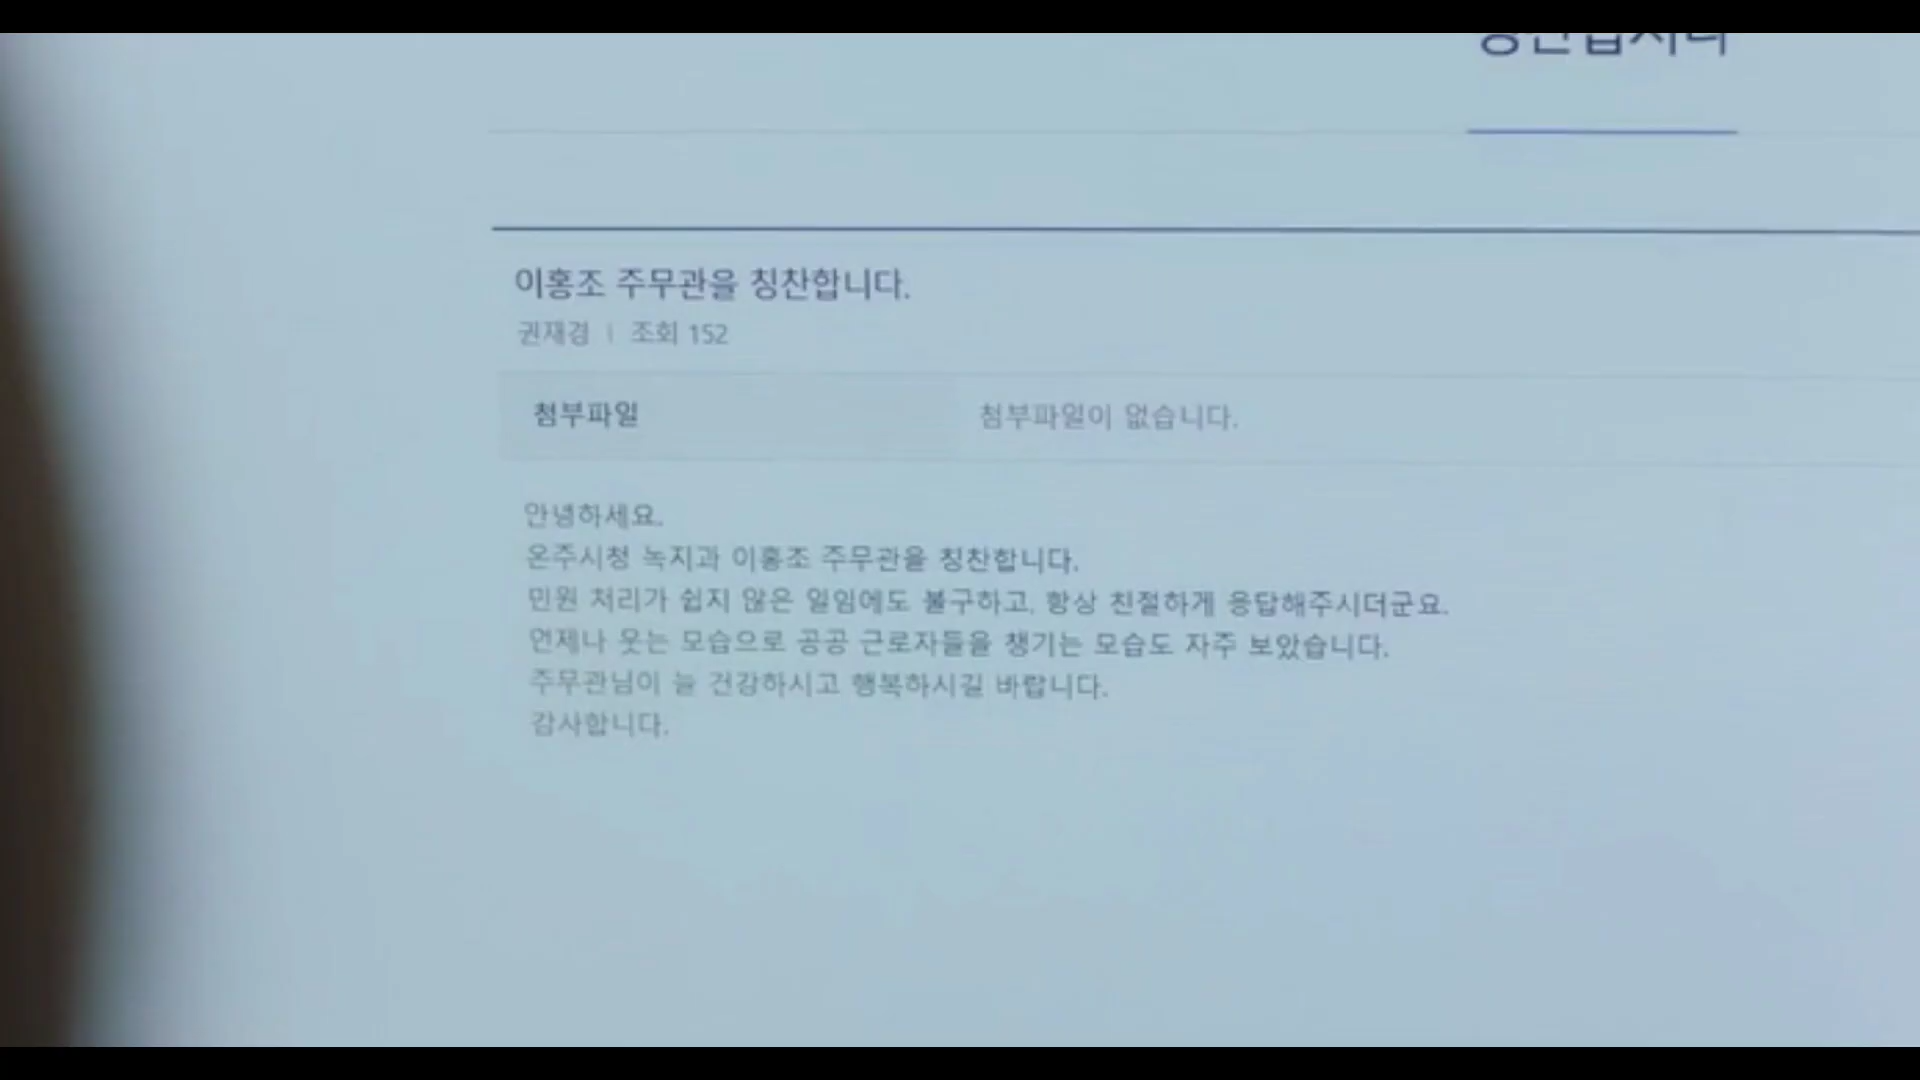 이홍조 주무관을 칭찬합니다.
권재경 | 조회 152
첨부파일 첨부파일이 없습니다.
안녕하세요.
온주시청 녹지과 이홍조 주무관을 칭찬합니다.
민원 처리가 쉽지 않은 일임에도 불구하고, 항상 친절하게 응답해주시더군요.
언제나 웃는 모습으로 공공 근로자들을 챙기는 모습도 자주 보았습니다.
주무관님이 늘 건강하시고 행복하시길 바랍니다.
감사합니다.